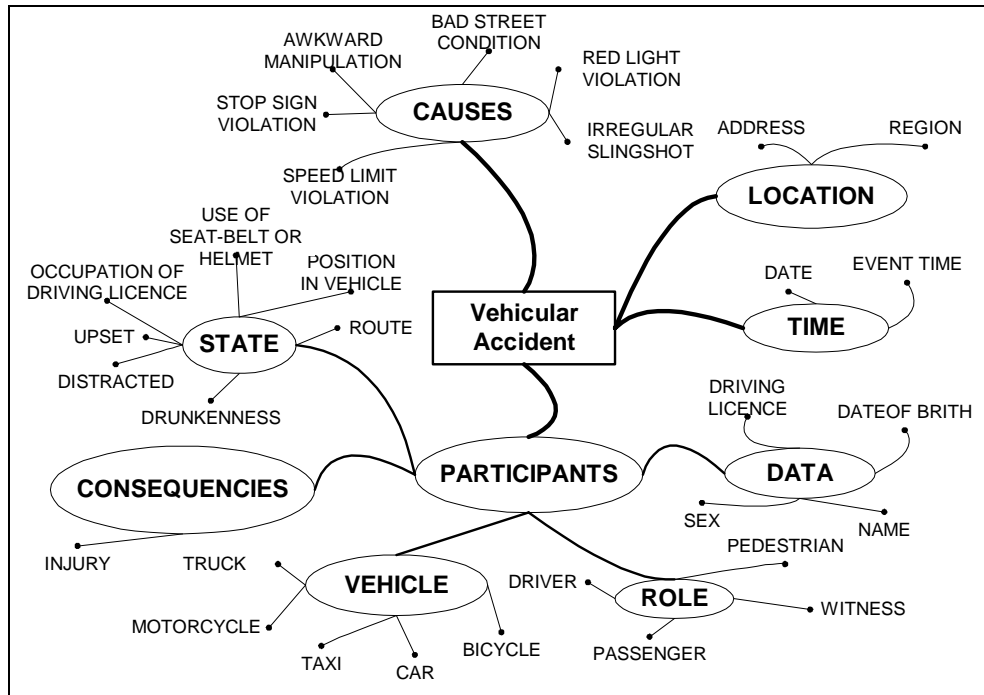 BAD STREET
CONDITION
AWKWARD
MANIPULATION
RED LIGHT
VIOLATION
STOP SIGN
VIOLATION
CAUSES
IRREGULAR
SLINGSHOT
SPEED LIMIT
VIOLATION
ADDRESS
REGION
LOCATION
USE OF
SEAT-BELT OR
HELMET
POSITION
IN VEHICLE
OCCUPATION OF
DRIVING LICENCE
UPSET
STATE
ROUTE
DISTRACTED
DRUNKENNESS
Vehicular
Accident
DATE
EVENT TIME
TIME
DRIVING
LICENCE
DATEOF BRITH
CONSEQUENCIES
PARTICIPANTS
DATA
SEX
NAME
INJURY
TRUCK
VEHICLE
MOTORCYCLE
TAXI
CAR
BICYCLE
PEDESTRIAN
DRIVER
ROLE
WITNESS
PASSENGER